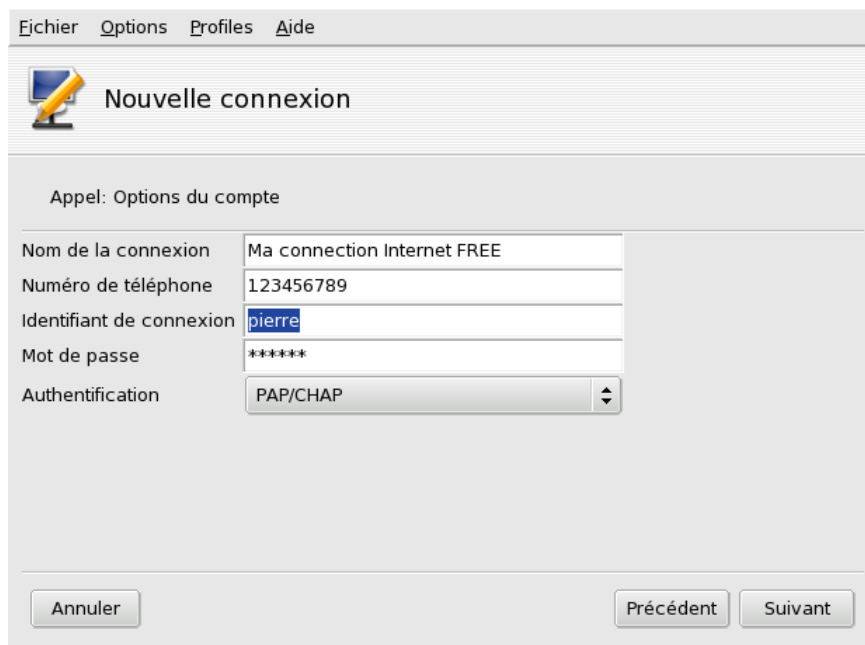 Fichier Options Profiles Aide
Nouvelle connexion
Appel: Options du compte
Nom de la connexion Ma connection Internet FREE
Numéro de téléphone 123456789
Identifiant de connexion pierre
Mot de passe ******
Authentification PAP/CHAP
Annuler Précédent Suivant